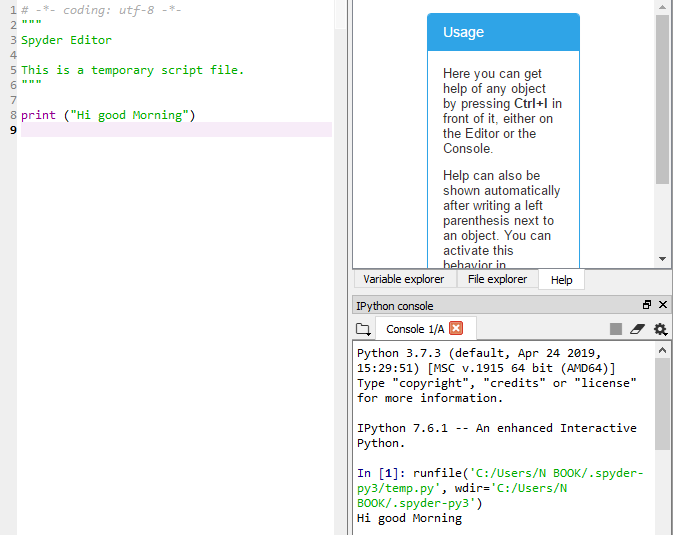 1 # -*- coding: utf-8 -*-
2 """
3 Spyder Editor
4
5 This is a temporary script file.
6 """
7
8 print ("Hi good Morning")
9
Usage
Here you can get
help of any object
by pressing Ctrl+I in
front of it, either on
the Editor or the
Console.
Help can also be
shown automatically
after writing a left
parenthesis next to
an object. You can
activate this
behavior in
Variable explorer File explorer Help
IPython console
Console 1/A
Python 3.7.3 (default, Apr 24 2019,
15:29:51) [MSC v.1915 64 bit (AMD64)]
Type "copyright", "credits" or "license"
for more information.
IPython 7.6.1 -- An enhanced Interactive
Python.
In [1]: runfile('C:/Users/N BOOK/.spyder-
py3/temp.py', wdir='C:/Users/N
BOOK/.spyder-py3')
Hi good Morning